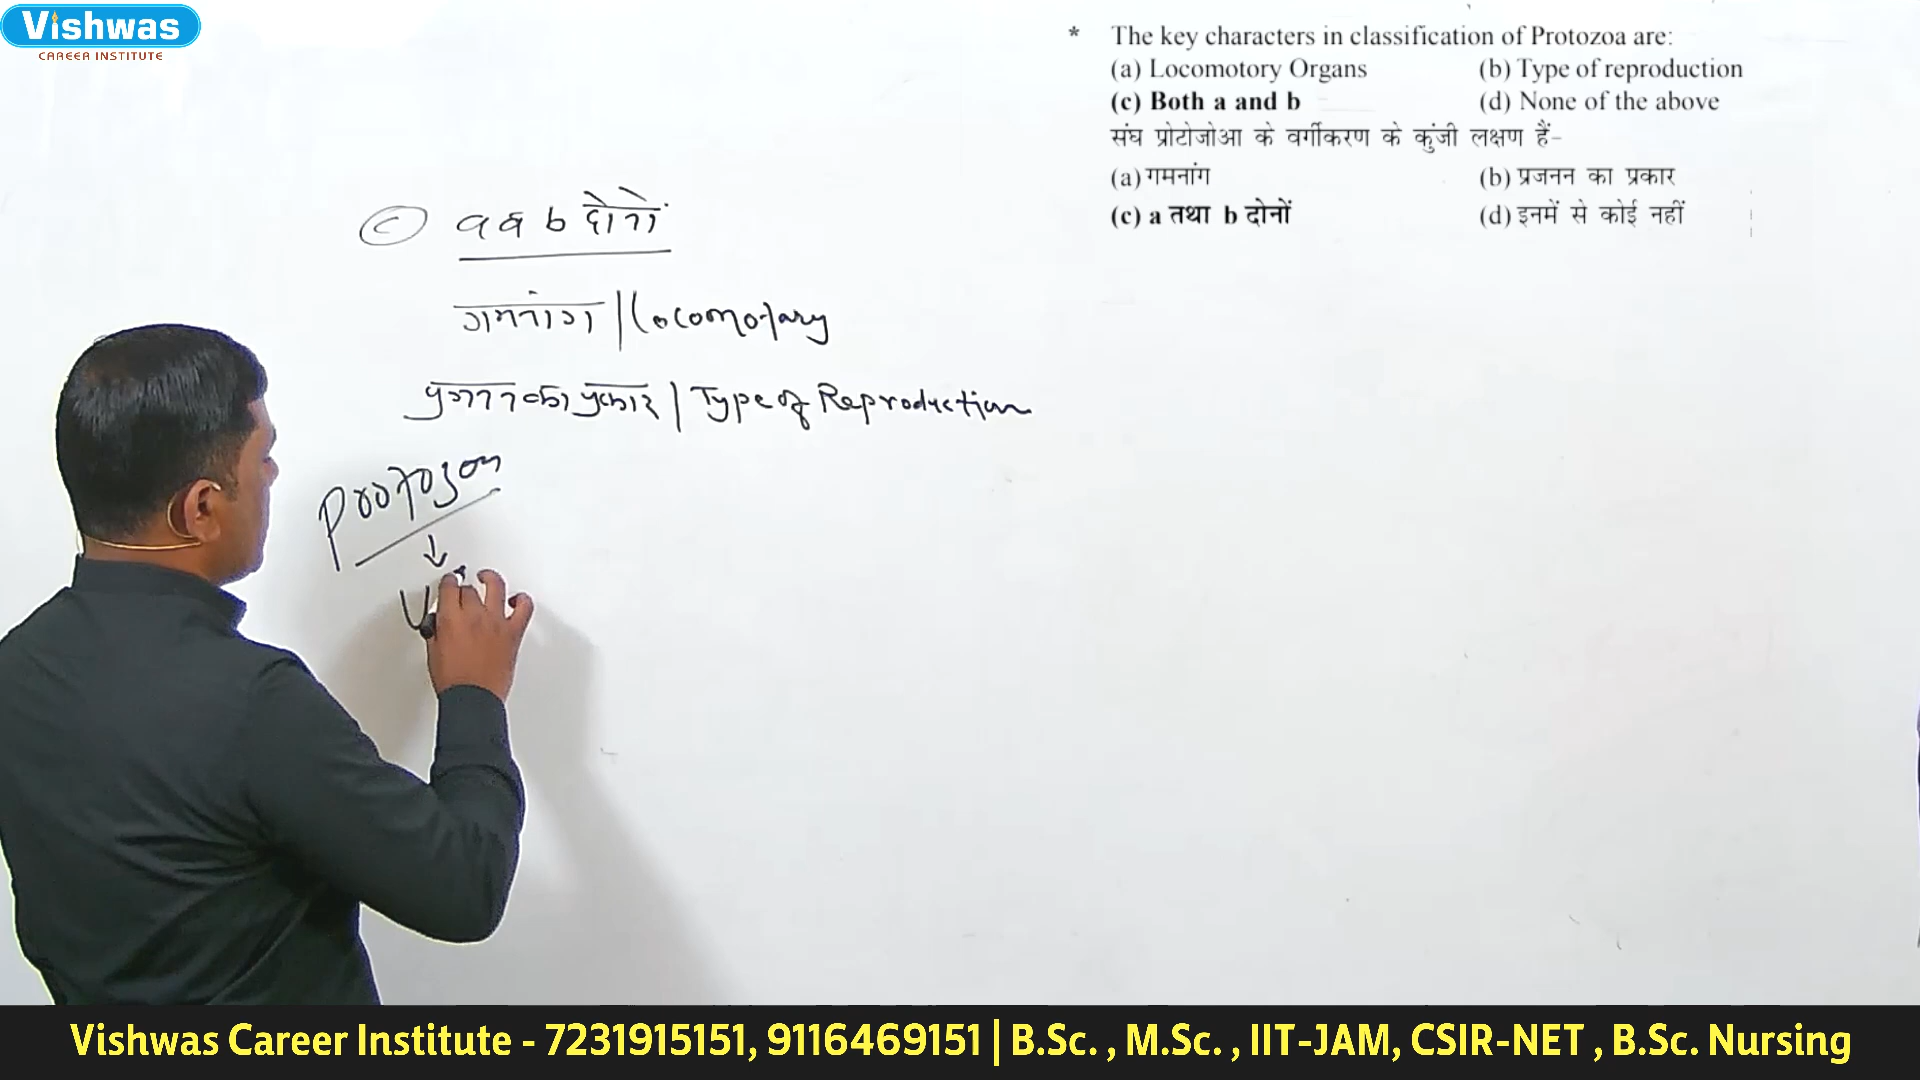 Vishwas
CAREER INSTITUTE
* The key characters in classification of Protozoa are:
(a) Locomotory Organs (b) Type of reproduction
(c) Both a and b (d) None of the above
संघ प्रोटोजोआ के वर्गीकरण के कुंजी लक्षण हैं-
(a) गमनांग (b) प्रजनन का प्रकार
(c) a तथा b दोनों (d) इनमें से कोई नहीं
(c) a & b दोनों
गमनांग | Locomotary
प्रजनन का प्रकार | Type of Reproduction
Protozoa
↓
Vishwas Career Institute - 7231915151, 9116469151 | B.Sc. , M.Sc. , IIT-JAM, CSIR-NET , B.Sc. Nursing